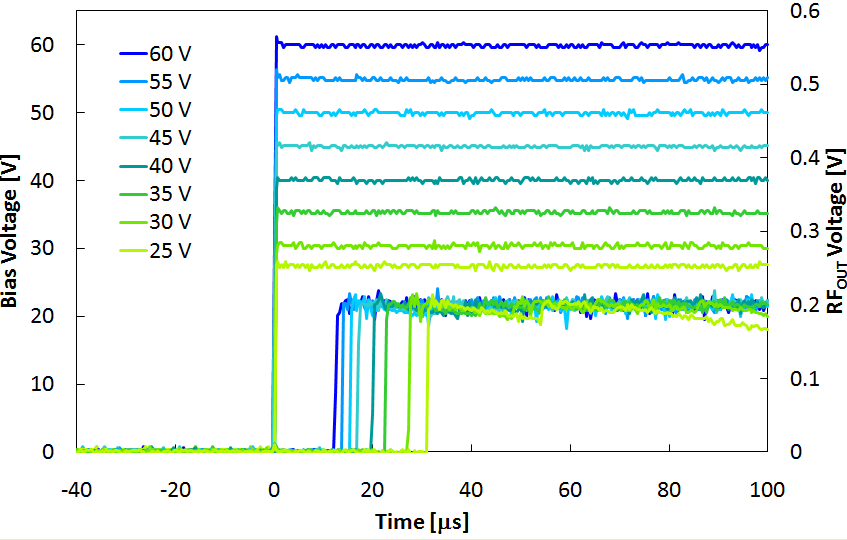 60 V
55 V
50 V
45 V
40 V
35 V
30 V
25 V
Bias Voltage [V]
60
50
40
30
20
10
0
RFOUT Voltage [V]
0.6
0.5
0.4
0.3
0.2
0.1
0
-40
-20
0
20
40
60
80
100
Time [μs]